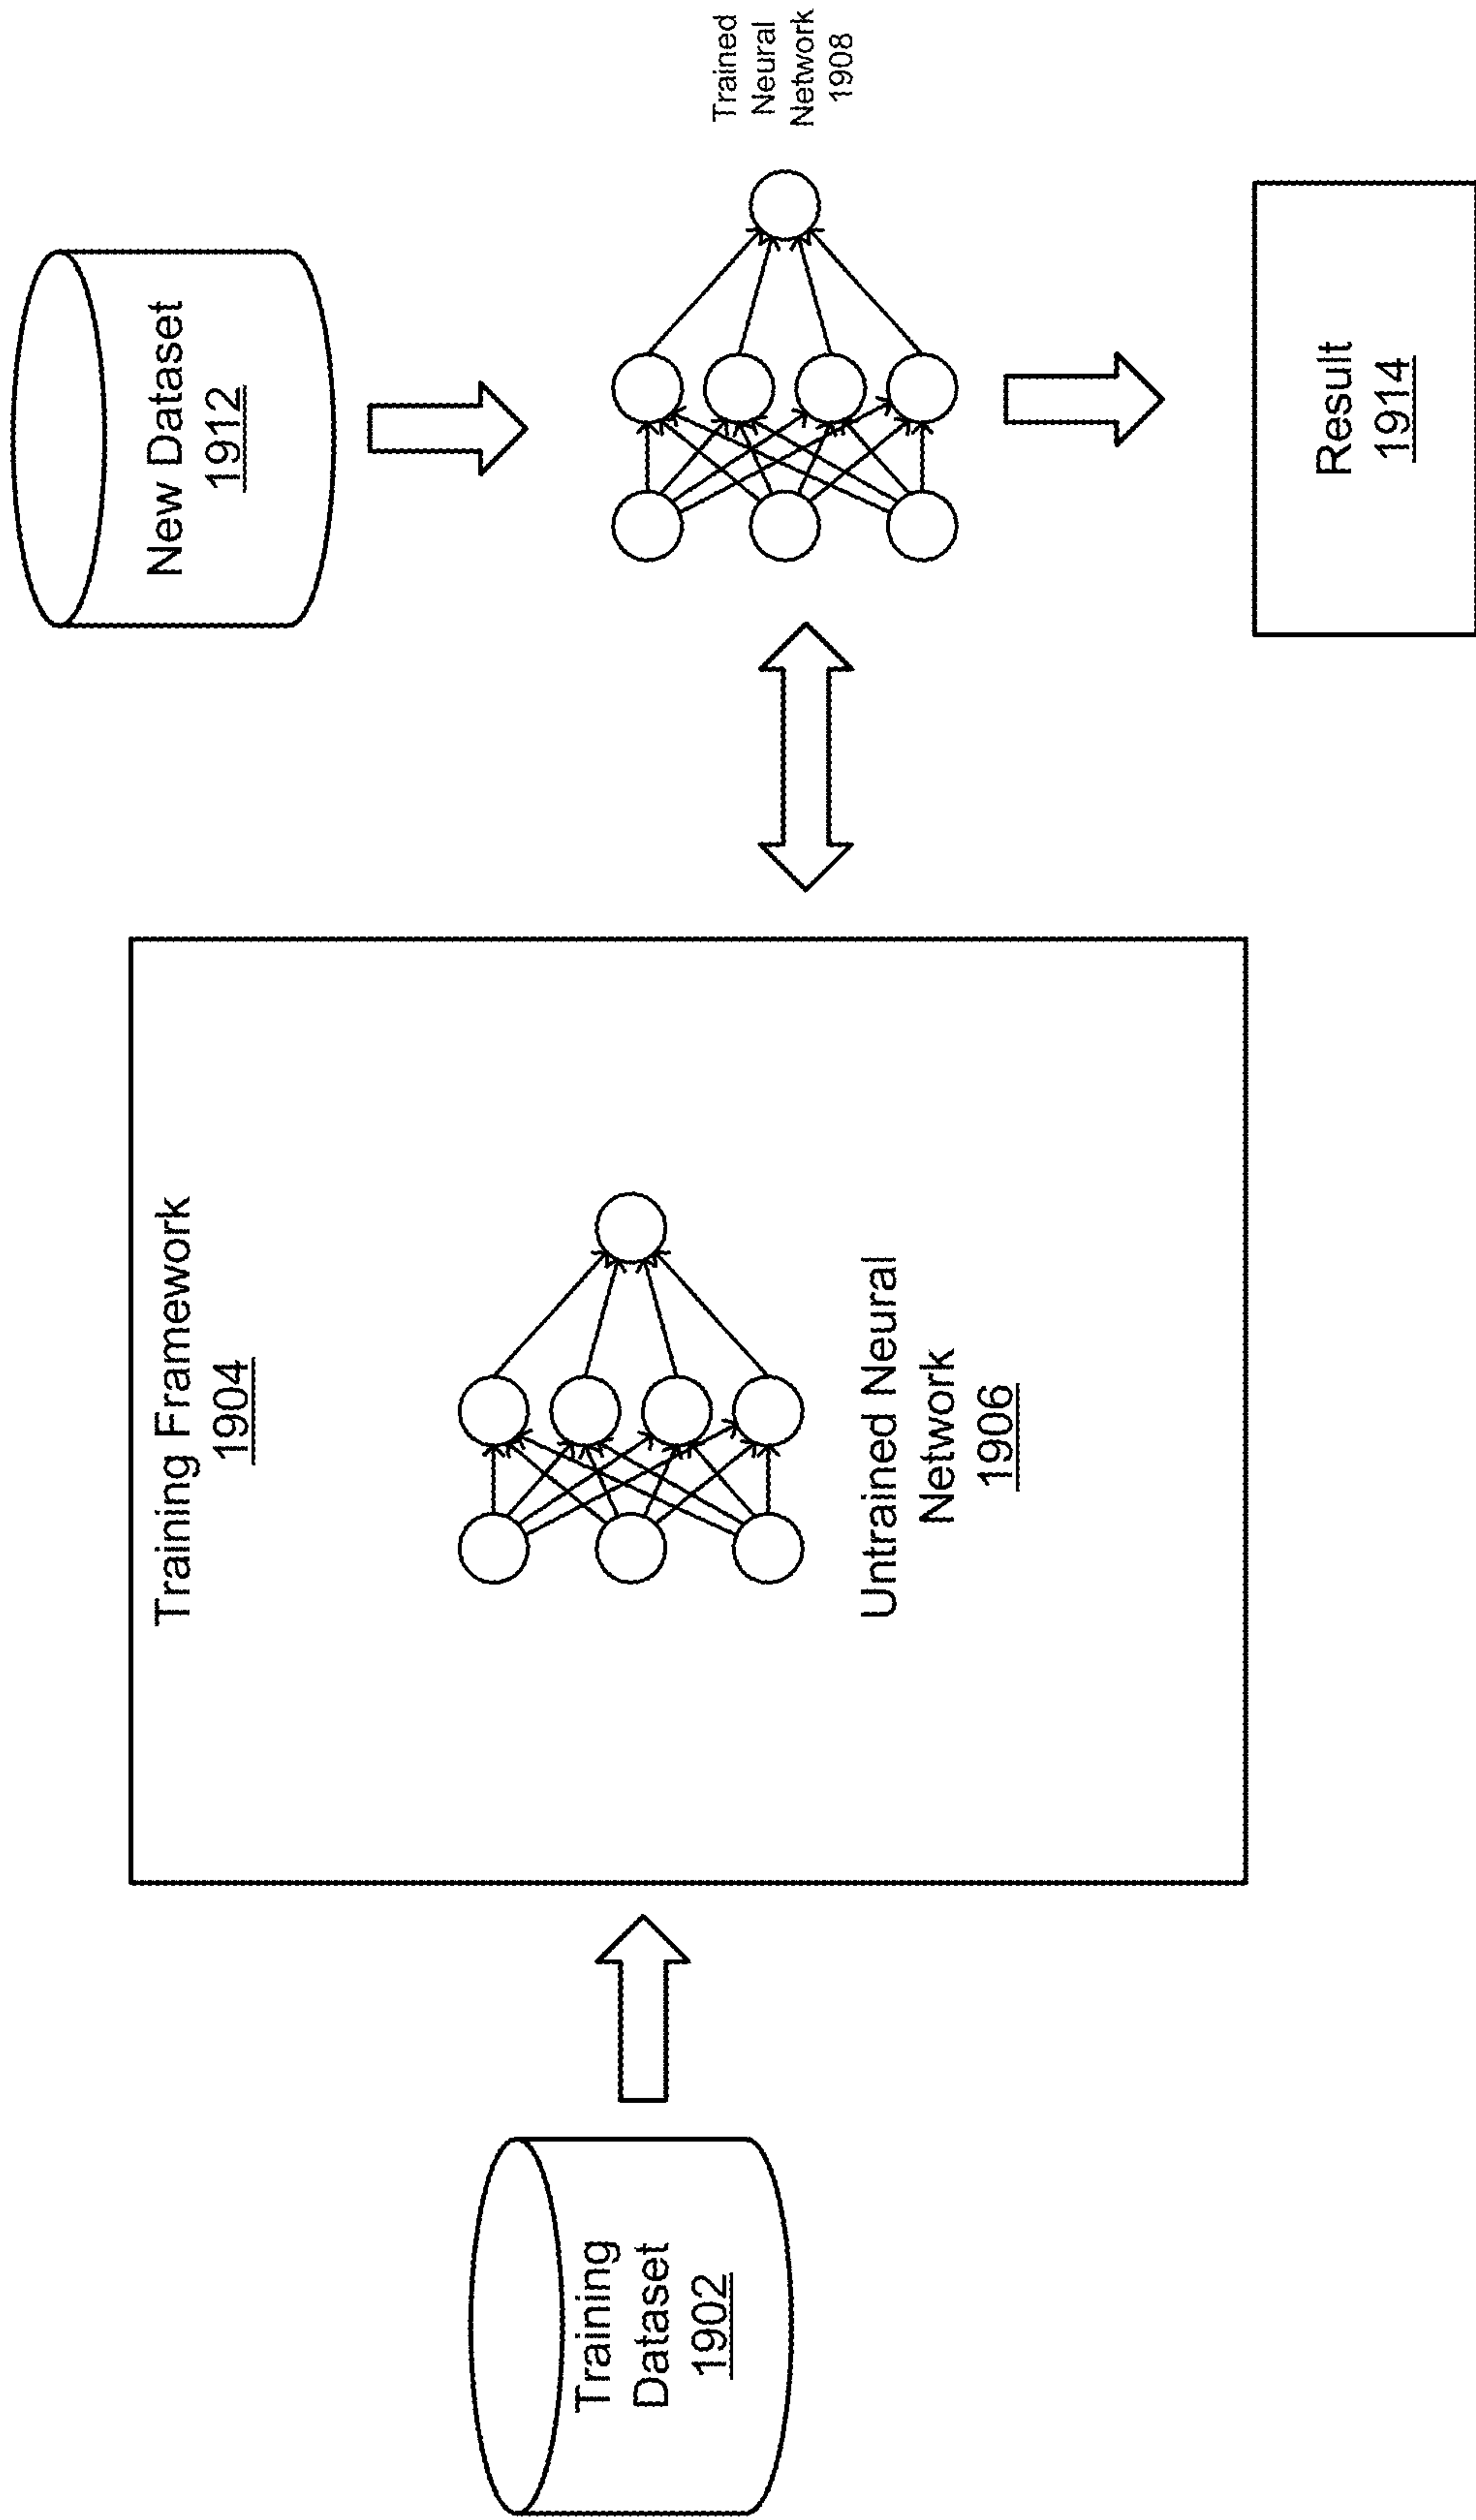 Training
Dataset
1902
Training Framework
1904
Untrained Neural
Network
1906
New Dataset
1912
Trained
Neural
Network
1908
Result
1914